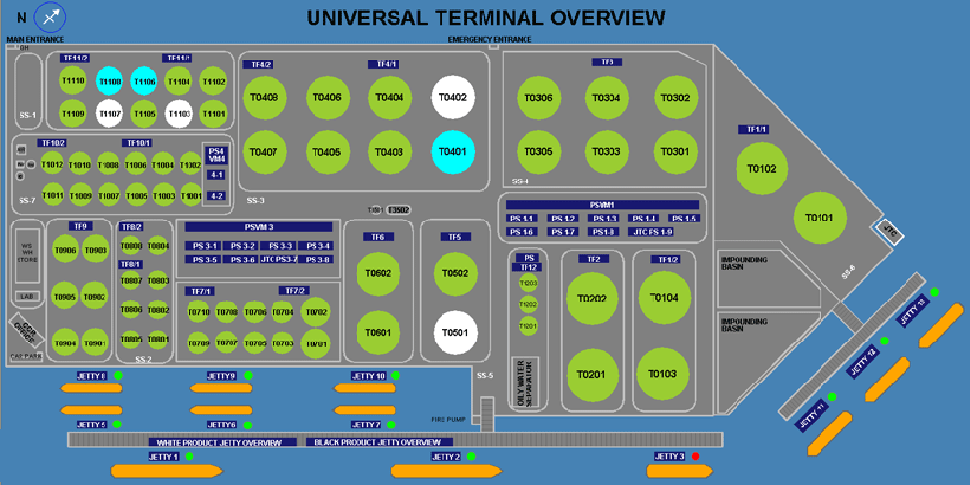 N
UNIVERSAL TERMINAL OVERVIEW
MAIN ENTRANCE
EMERGENCY ENTRANCE
GH
SS-1
TF11/2
TF11/1
T1110
T1108
T1106
T1104
T1102
T1109
T1107
T1105
T1103
T1101
TF10/2
TF10/1
T1012
T1010
T1008
T1006
T1004
T1002
T1011
T1009
T1007
T1005
T1003
T1001
SS-7
PS4
VM4
4-1
4-2
TF4/2
TF4/1
T0406
T0404
T0402
T0407
T0405
T0403
T0401
SS-3
TF3
T0306
T0304
T0302
T0305
T0303
T0301
SS-4
TF1/1
T0102
T0101
JTC
SS-6
T3502
PSVM1
PS 1-1
PS 1-2
PS 1-3
PS 1-4
PS 1-5
PS 1-6
PS 1-7
PS 1-8
JTC PS 1-9
WS
WH
STORE
LAB
CAR PARK
TF9
T0906
T0903
T0905
T0902
T0904
T0901
TF8/2
T0804
TF8/1
T0807
T0803
T0802
T0805
T0801
SS-2
PSVM 3
PS 3-1
PS 3-2
PS 3-3
PS 3-4
PS 3-5
PS 3-6
JTC PS3-7
PS 3-8
TF7/1
TF7/2
T0710
T0708
T0706
T0704
T0702
T0709
T0707
T0705
T0703
T0701
TF6
T0602
T0601
TF5
T0502
T0501
SS-5
PS
TF12
T1203
T1202
T1201
OILY WATER
SEPARATOR
TF2
T0202
T0201
TF1/2
T0104
T0103
IMPOUNDING
BASIN
IMPOUNDING
BASIN
FIRE PUMP
JETTY 8
JETTY 9
JETTY 10
JETTY 5
JETTY 6
JETTY 7
WHITE PRODUCT JETTY OVERVIEW
BLACK PRODUCT JETTY OVERVIEW
JETTY 1
JETTY 2
JETTY 3
JETTY 11
JETTY 12
JETTY 13